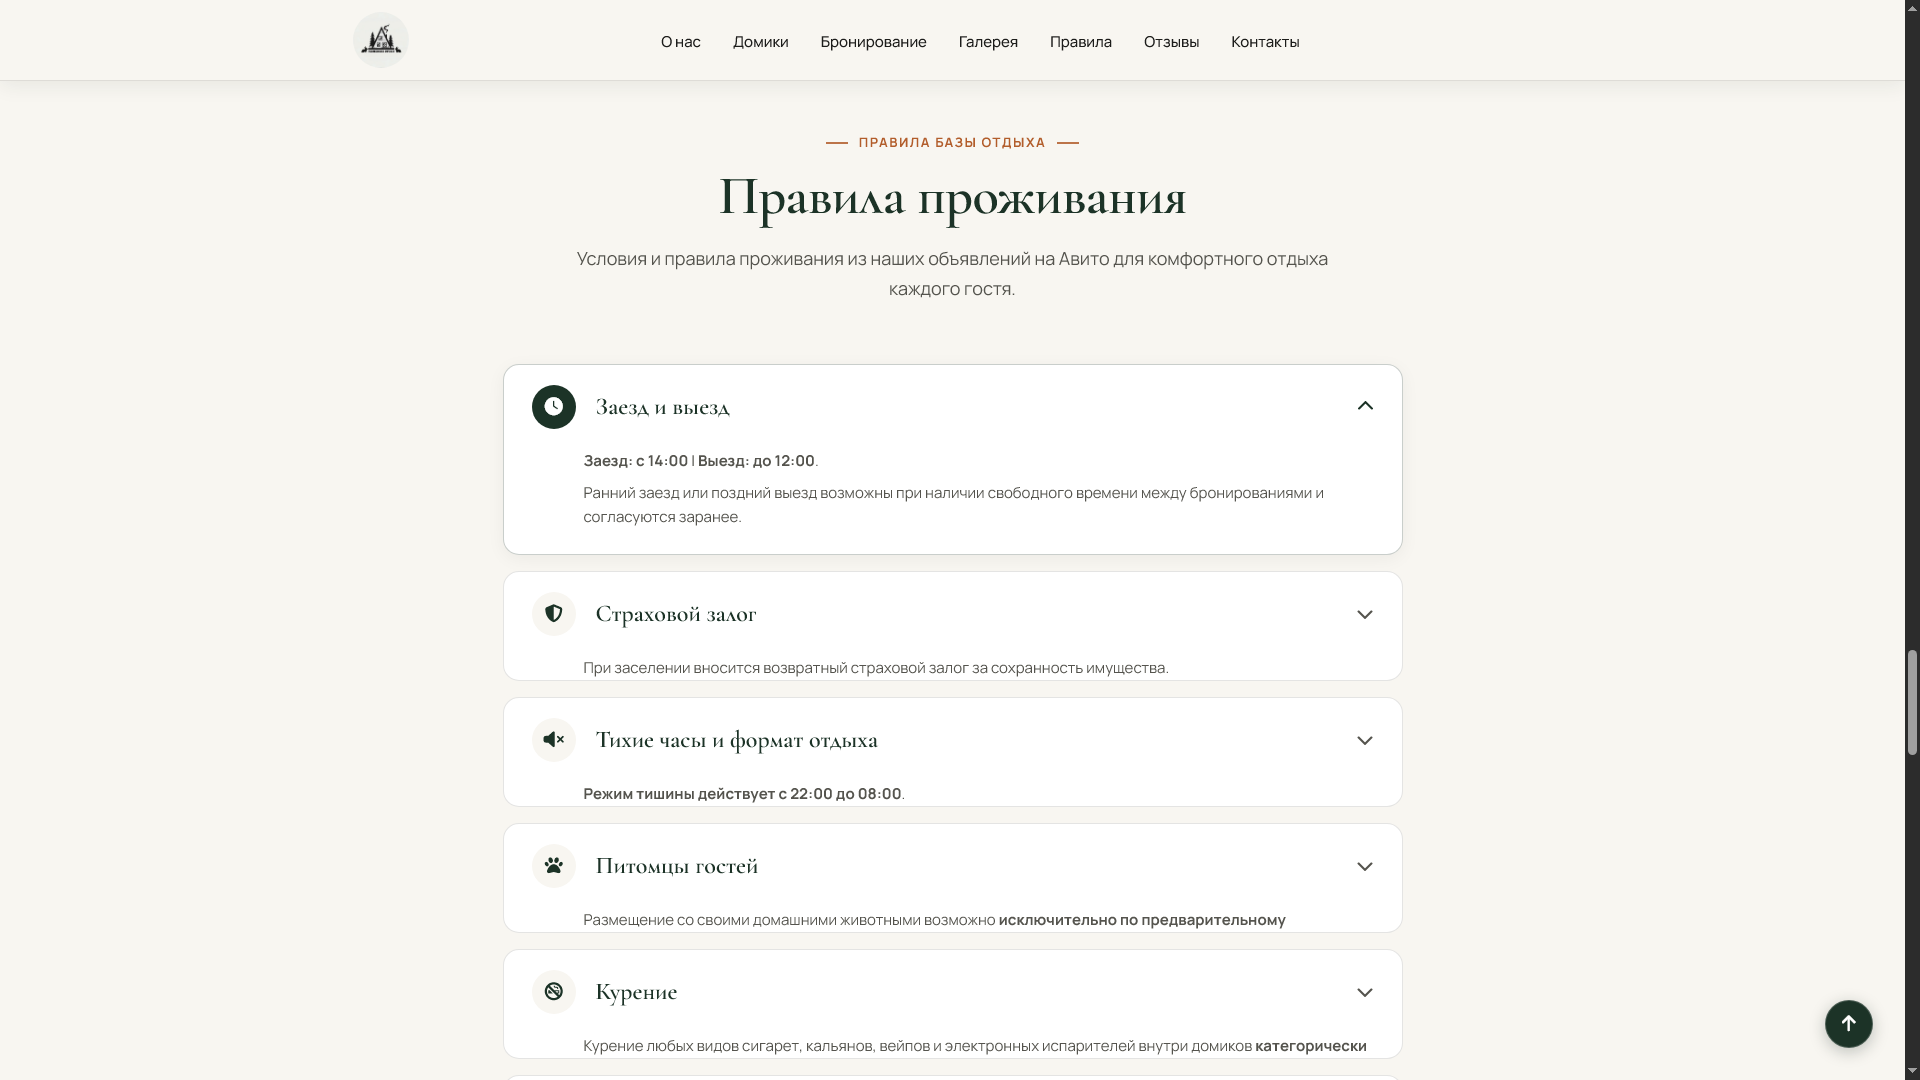 О нас
Домики
Бронирование
Галерея
Правила
Отзывы
Контакты
ПРАВИЛА БАЗЫ ОТДЫХА
Правила проживания
Условия и правила проживания из наших объявлений на Авито для комфортного отдыха
каждого гостя.
Заезд и выезд
Заезд: с 14:00 | Выезд: до 12:00.
Ранний заезд или поздний выезд возможны при наличии свободного времени между бронированиями и
согласуются заранее.
Страховой залог
При заселении вносится возвратный страховой залог за сохранность имущества.
Тихие часы и формат отдыха
Режим тишины действует с 22:00 до 08:00.
Питомцы гостей
Размещение со своими домашними животными возможно исключительно по предварительному
Курение
Курение любых видов сигарет, кальянов, вейпов и электронных испарителей внутри домиков категорически